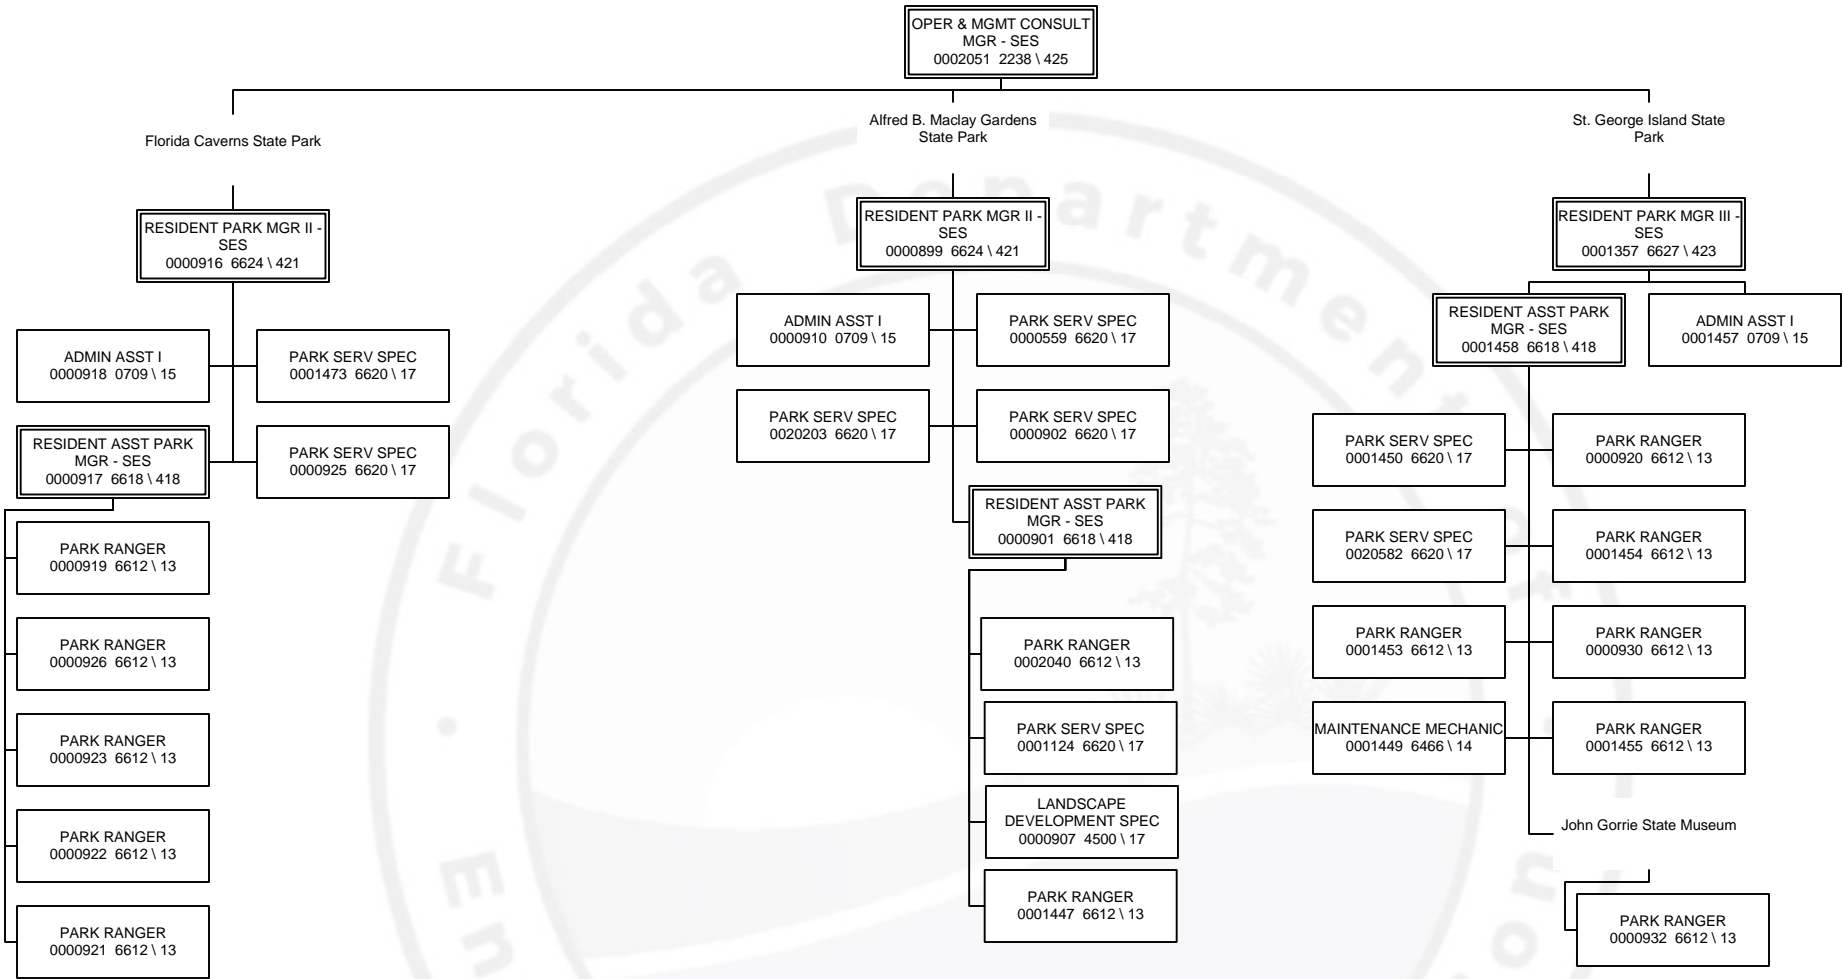 OPER & MGMT CONSULT
MGR - SES
0002051 2238 \ 425
Florida Caverns State Park
RESIDENT PARK MGR II -
SES
0000916 6624 \ 421
ADMIN ASST I
0000918 0709 \ 15
PARK SERV SPEC
0001473 6620 \ 17
RESIDENT ASST PARK
MGR - SES
0000917 6618 \ 418
PARK SERV SPEC
0000925 6620 \ 17
PARK RANGER
0000919 6612 \ 13
PARK RANGER
0000926 6612 \ 13
PARK RANGER
0000923 6612 \ 13
PARK RANGER
0000922 6612 \ 13
PARK RANGER
0000921 6612 \ 13
Alfred B. Maclay Gardens
State Park
RESIDENT PARK MGR II -
SES
0000899 6624 \ 421
ADMIN ASST I
0000910 0709 \ 15
PARK SERV SPEC
0000559 6620 \ 17
PARK SERV SPEC
0020203 6620 \ 17
PARK SERV SPEC
0000902 6620 \ 17
RESIDENT ASST PARK
MGR - SES
0000901 6618 \ 418
PARK RANGER
0002040 6612 \ 13
PARK SERV SPEC
0001124 6620 \ 17
LANDSCAPE
DEVELOPMENT SPEC
0000907 4500 \ 17
PARK RANGER
0001447 6612 \ 13
St. George Island State
Park
RESIDENT PARK MGR III -
SES
0001357 6627 \ 423
RESIDENT ASST PARK
MGR - SES
0001458 6618 \ 418
ADMIN ASST I
0001457 0709 \ 15
PARK SERV SPEC
0001450 6620 \ 17
PARK RANGER
0000920 6612 \ 13
PARK SERV SPEC
0020582 6620 \ 17
PARK RANGER
0001454 6612 \ 13
PARK RANGER
0001453 6612 \ 13
PARK RANGER
0000930 6612 \ 13
MAINTENANCE MECHANIC
0001449 6466 \ 14
PARK RANGER
0001455 6612 \ 13
John Gorrie State Museum
PARK RANGER
0000932 6612 \ 13
Florida Department